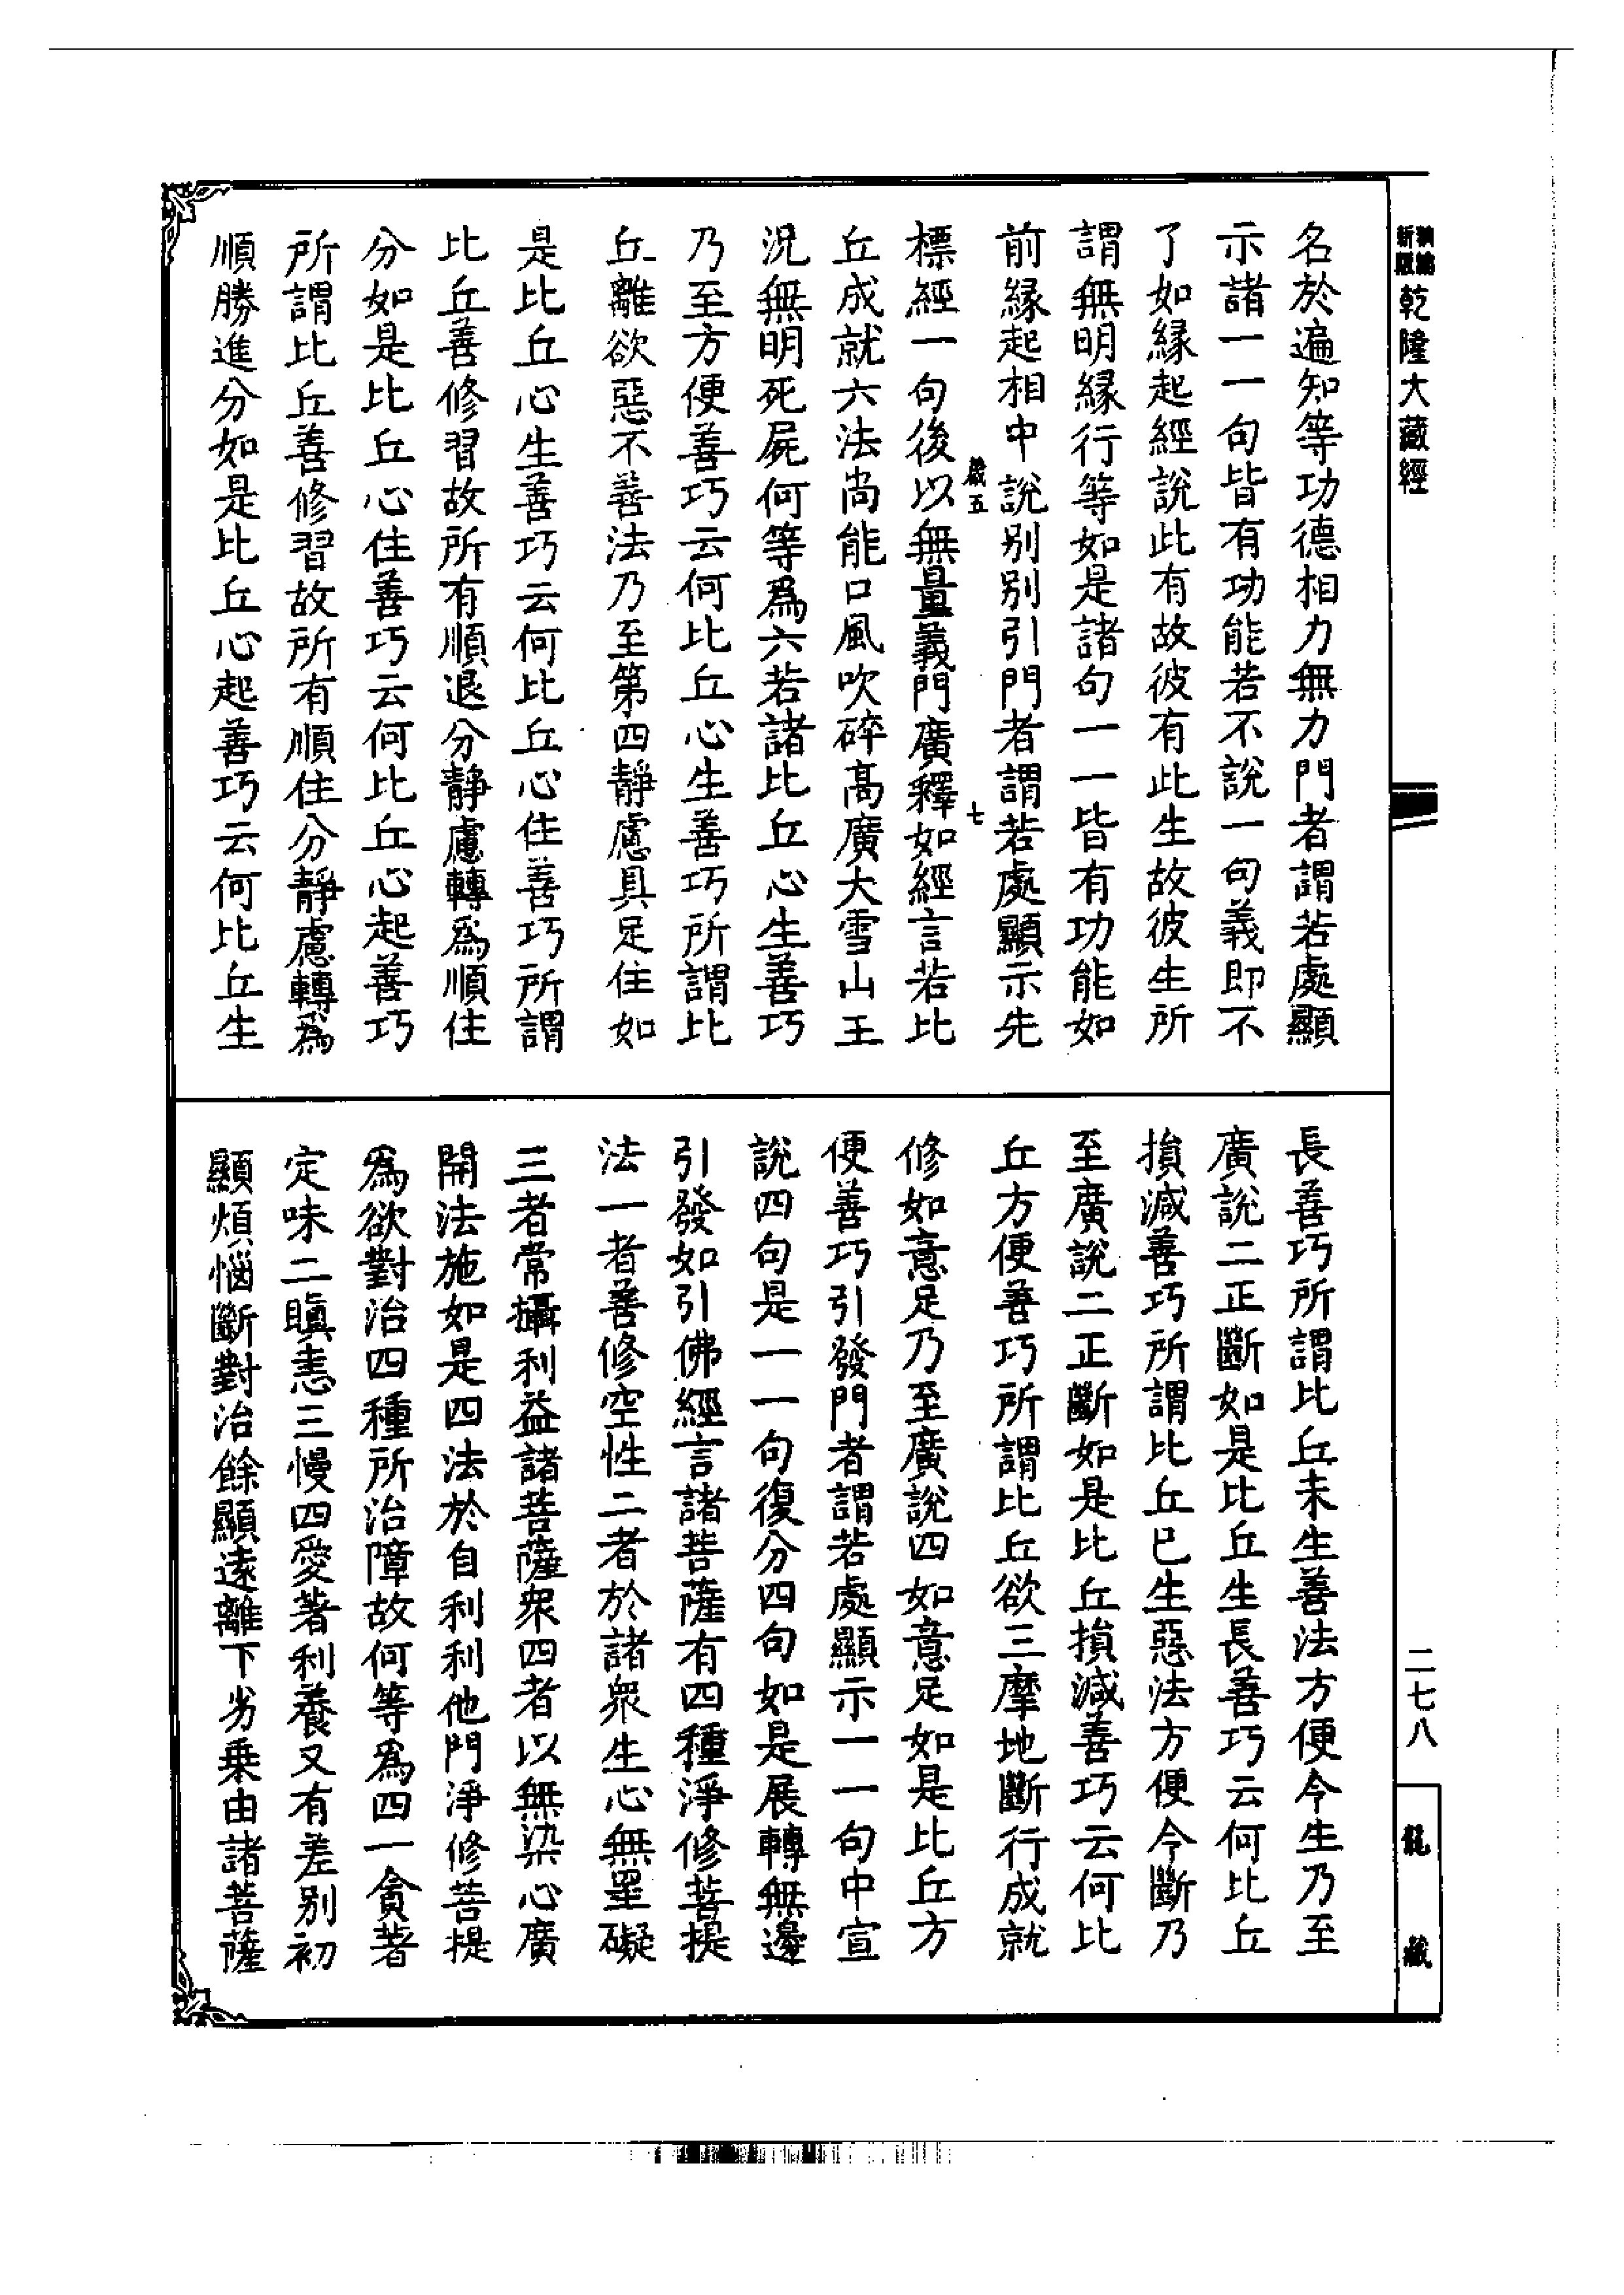 新編
新版
乾隆大藏經
名於遍知等功德相力無力門者謂若處顯
示諸一一句皆有功能若不說一句義即不
了如緣起經說此有故彼有此生故彼生所
謂無明緣行等如是諸句一一皆有功能如
前緣起相中說別別引門者謂若處顯示先
五 七
標經一句後以無量義門廣釋如經言若比
丘成就六法尚能口風吹碎高廣大雪山王
況無明死屍何等為六若諸比丘心生善巧
乃至方便善巧云何比丘心生善巧所謂比
丘離欲惡不善法乃至第四靜慮具足住如
是比丘心生善巧云何比丘心住善巧所謂
比丘善修習故所有順退分靜慮轉為順住
分如是比丘心住善巧云何比丘心起善巧
所謂比丘善修習故所有順住分靜慮轉為
順勝進分如是比丘心起善巧云何比丘生
長善巧所謂比丘未生善法方便今生乃至
廣說二正斷如是比丘生長善巧云何比丘
損減善巧所謂比丘已生惡法方便今斷乃
至廣說二正斷如是比丘損減善巧云何比
丘方便善巧所謂比丘欲三摩地斷行成就
修如意足乃至廣說四如意足如是比丘方
便善巧引發門者謂若處顯示一一句中宣
說四句是一一句復分四句如是展轉無邊
引發如引佛經言諸菩薩有四種淨修菩提
法一者善修空性二者於諸眾生心無罣礙
三者常攝利益諸菩薩眾四者以無染心廣
開法施如是四法於自利利他門淨修菩提
為欲對治四種所治障故何等為四一貪著
定味二瞋恚三慢四愛著利養又有差別初
顯煩惱斷對治餘顯遠離下劣乘由諸菩薩
二七八
龍藏